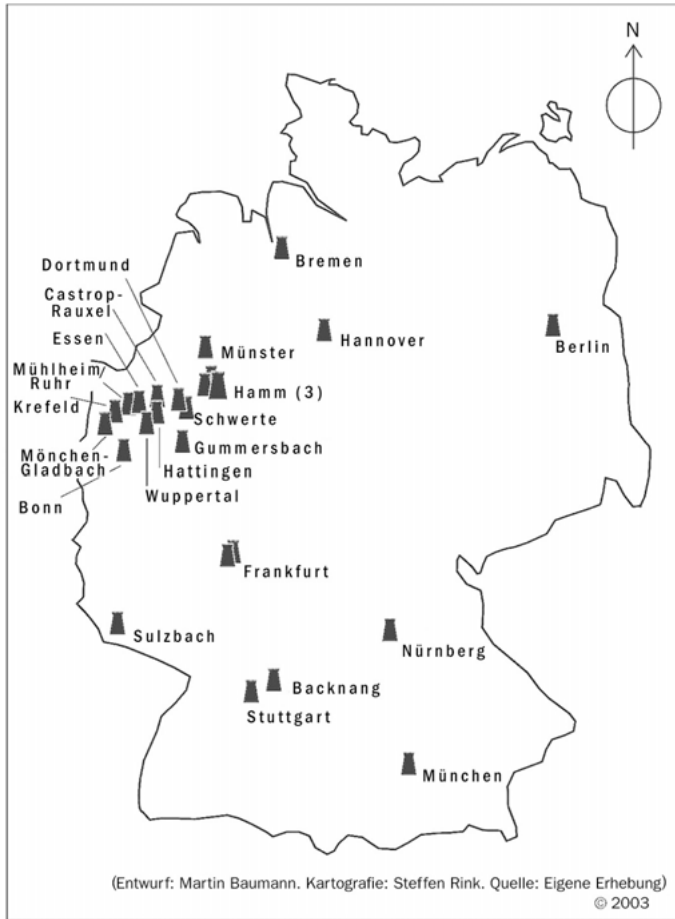 N
Bremen
Dortmund
Castrop-
Rauxel
Essen
Mühlheim
Ruhr
Krefeld
Münster
Hannover
Berlin
Hamm (3)
Schwerte
Gummersbach
Mönchen-
Gladbach
Hattingen
Wuppertal
Bonn
Frankfurt
Sulzbach
Nürnberg
Backnang
Stuttgart
München
(Entwurf: Martin Baumann. Kartografie: Steffen Rink. Quelle: Eigene Erhebung)
© 2003